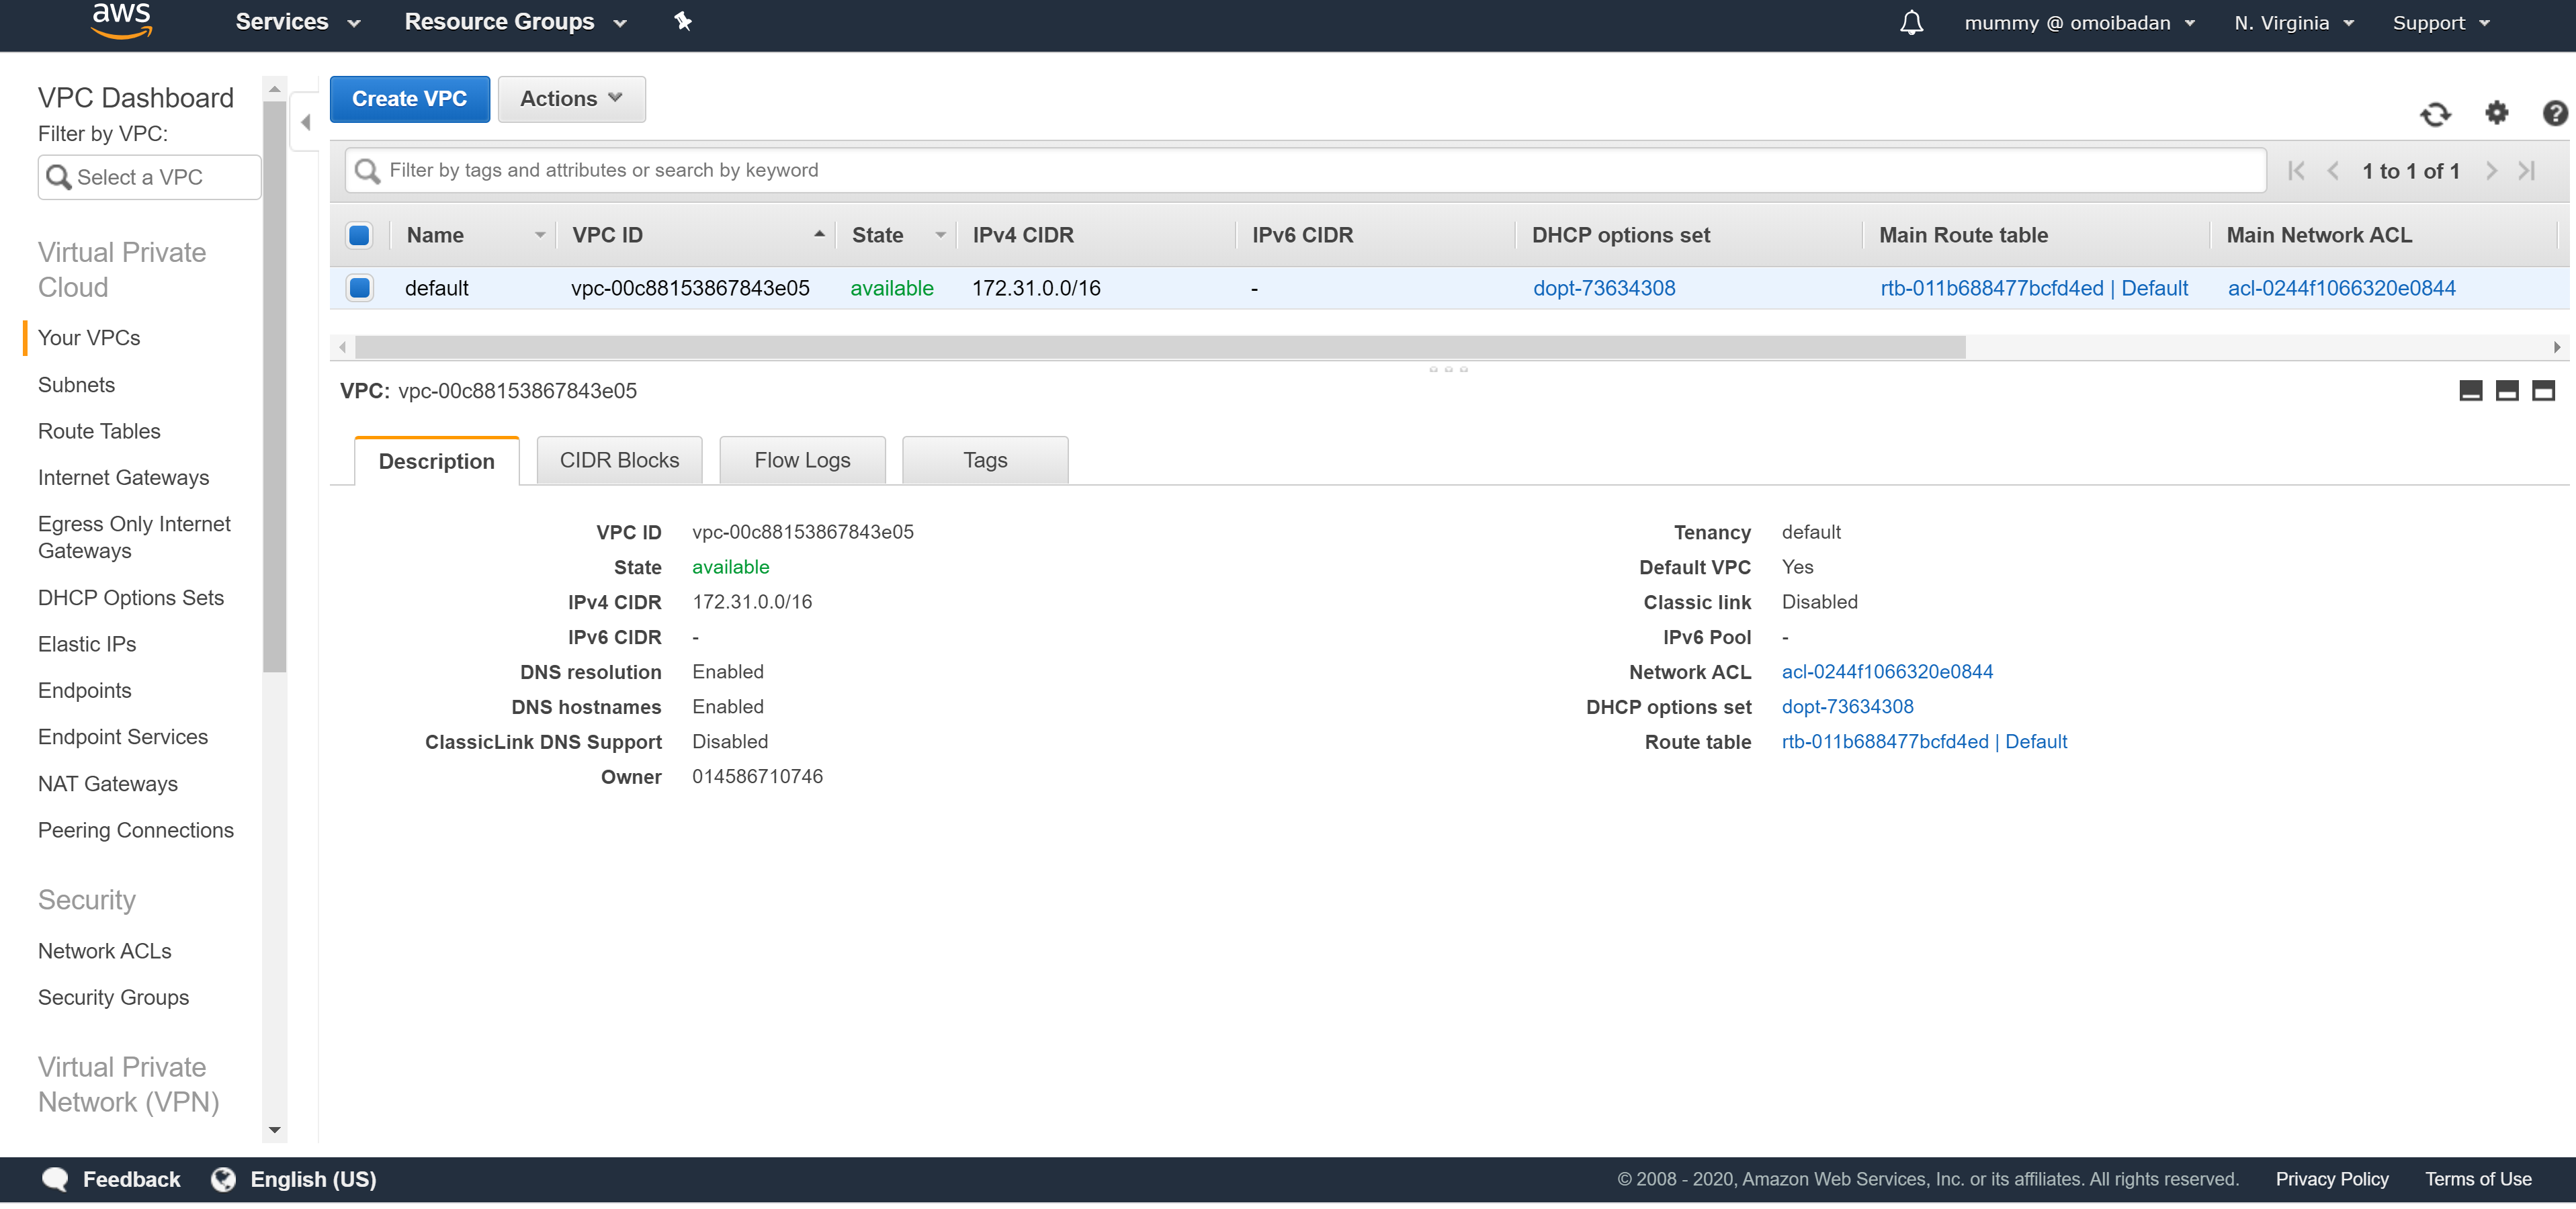 aws Services Resource Groups mummy @ omoibadan N. Virginia Support
VPC Dashboard
Filter by VPC:
Select a VPC
Virtual Private
Cloud
Your VPCs
Subnets
Route Tables
Internet Gateways
Egress Only Internet
Gateways
DHCP Options Sets
Elastic IPs
Endpoints
Endpoint Services
NAT Gateways
Peering Connections
Security
Network ACLs
Security Groups
Virtual Private
Network (VPN)
Create VPC Actions
Filter by tags and attributes or search by keyword 1 to 1 of 1
Name VPC ID State IPv4 CIDR IPv6 CIDR DHCP options set Main Route table Main Network ACL
default vpc-00c88153867843e05 available 172.31.0.0/16 - dopt-73634308 rtb-011b688477bcfd4ed | Default acl-0244f1066320e0844
VPC: vpc-00c88153867843e05
Description CIDR Blocks Flow Logs Tags
VPC ID vpc-00c88153867843e05
State available
IPv4 CIDR 172.31.0.0/16
IPv6 CIDR -
DNS resolution Enabled
DNS hostnames Enabled
ClassicLink DNS Support Disabled
Owner 014586710746
Tenancy default
Default VPC Yes
Classic link Disabled
IPv6 Pool -
Network ACL acl-0244f1066320e0844
DHCP options set dopt-73634308
Route table rtb-011b688477bcfd4ed | Default
Feedback English (US) © 2008 - 2020, Amazon Web Services, Inc. or its affiliates. All rights reserved. Privacy Policy Terms of Use